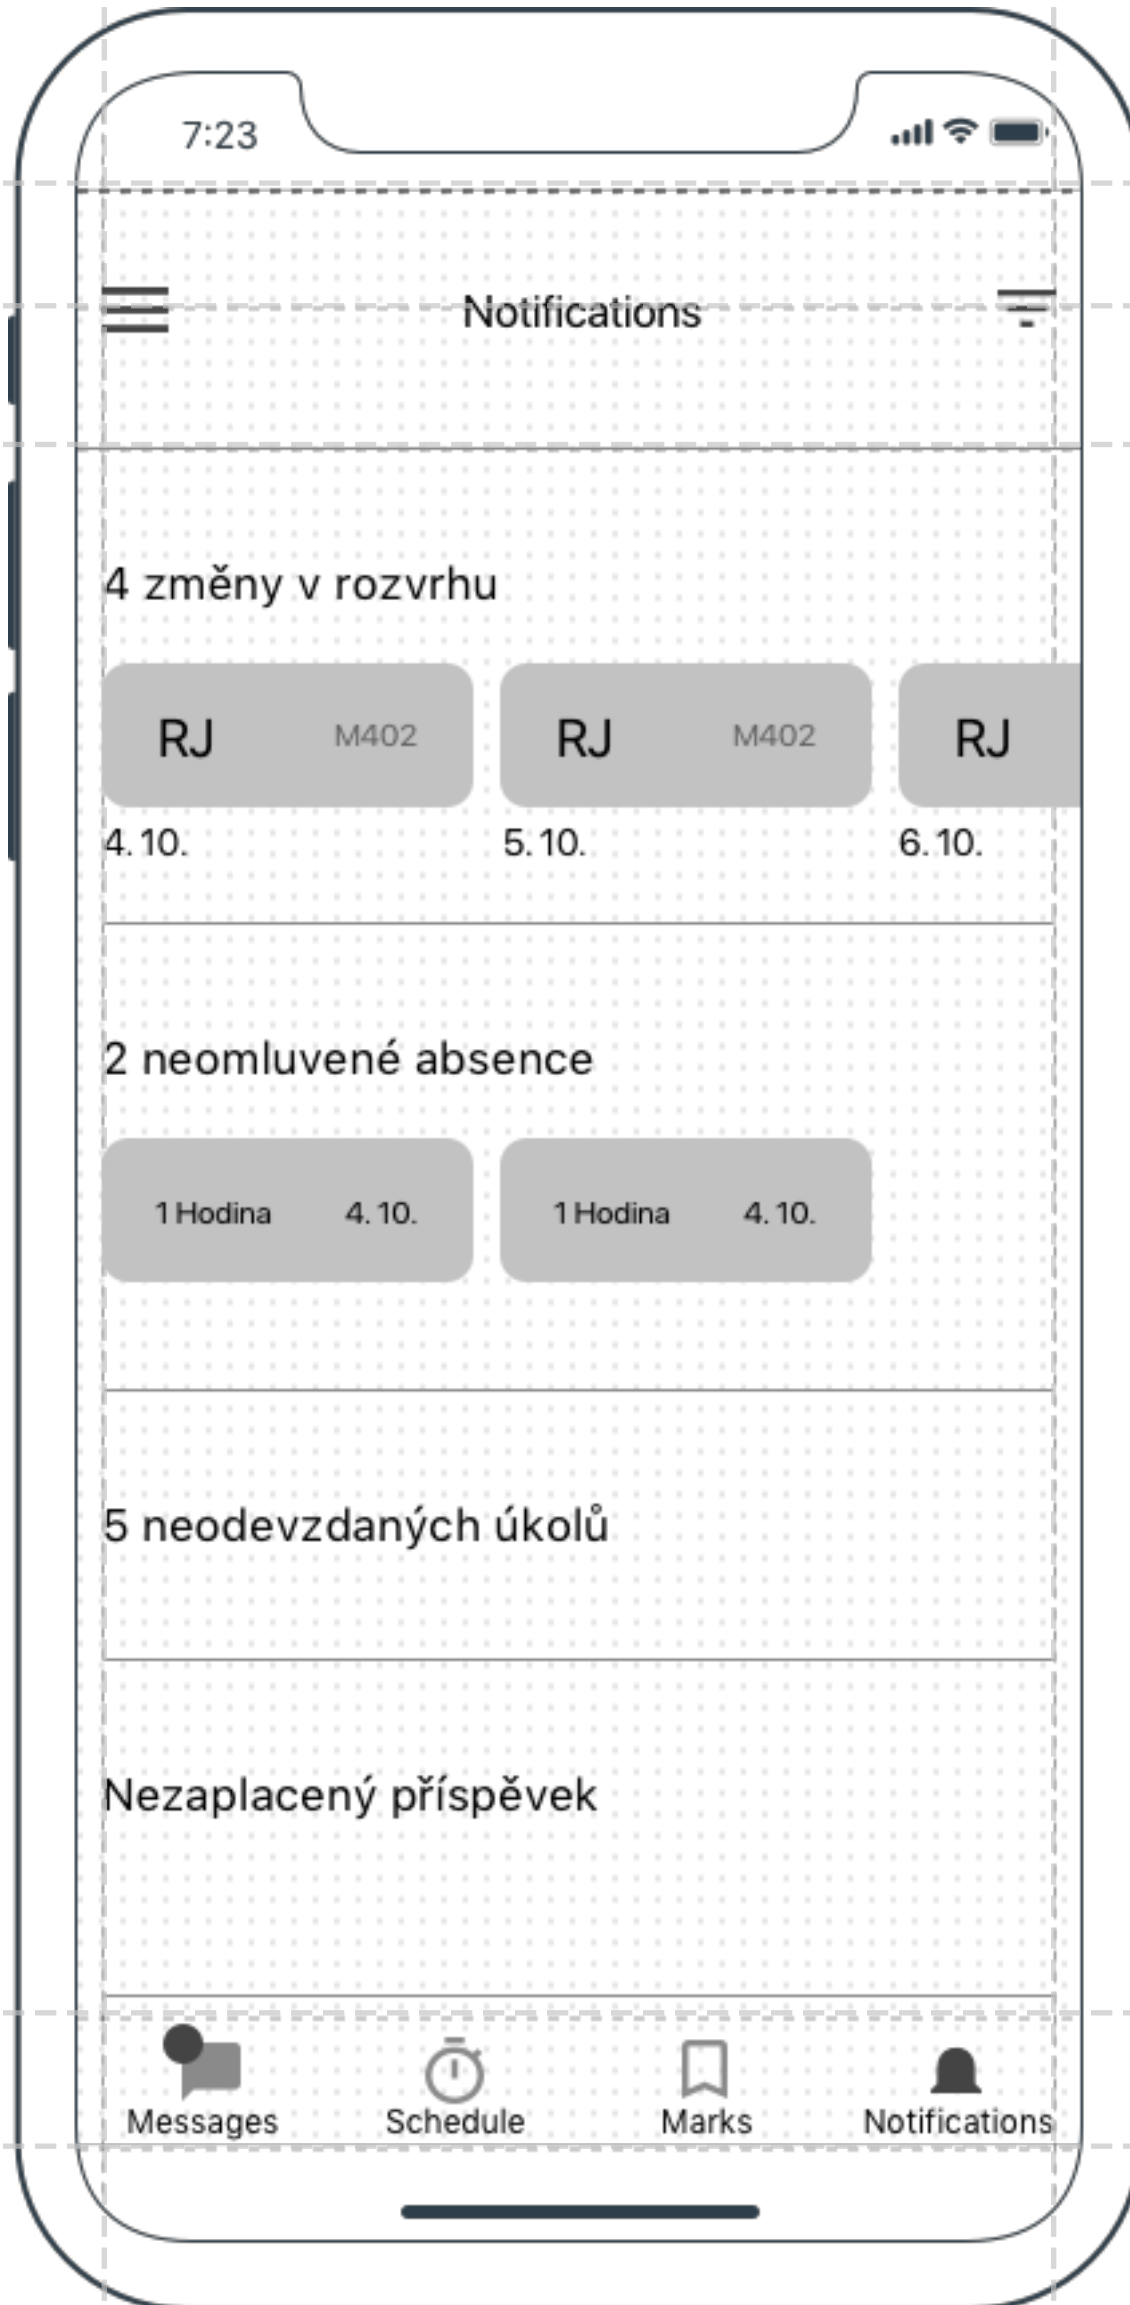 7:23
Notifications
4 změny v rozvrhu
RJ M402 RJ M402 RJ
4. 10. 5. 10. 6. 10.
2 neomluvené absence
1 Hodina 4. 10. 1 Hodina 4. 10.
5 neodevzdaných úkolů
Nezaplacený příspěvek
Messages Schedule Marks Notifications